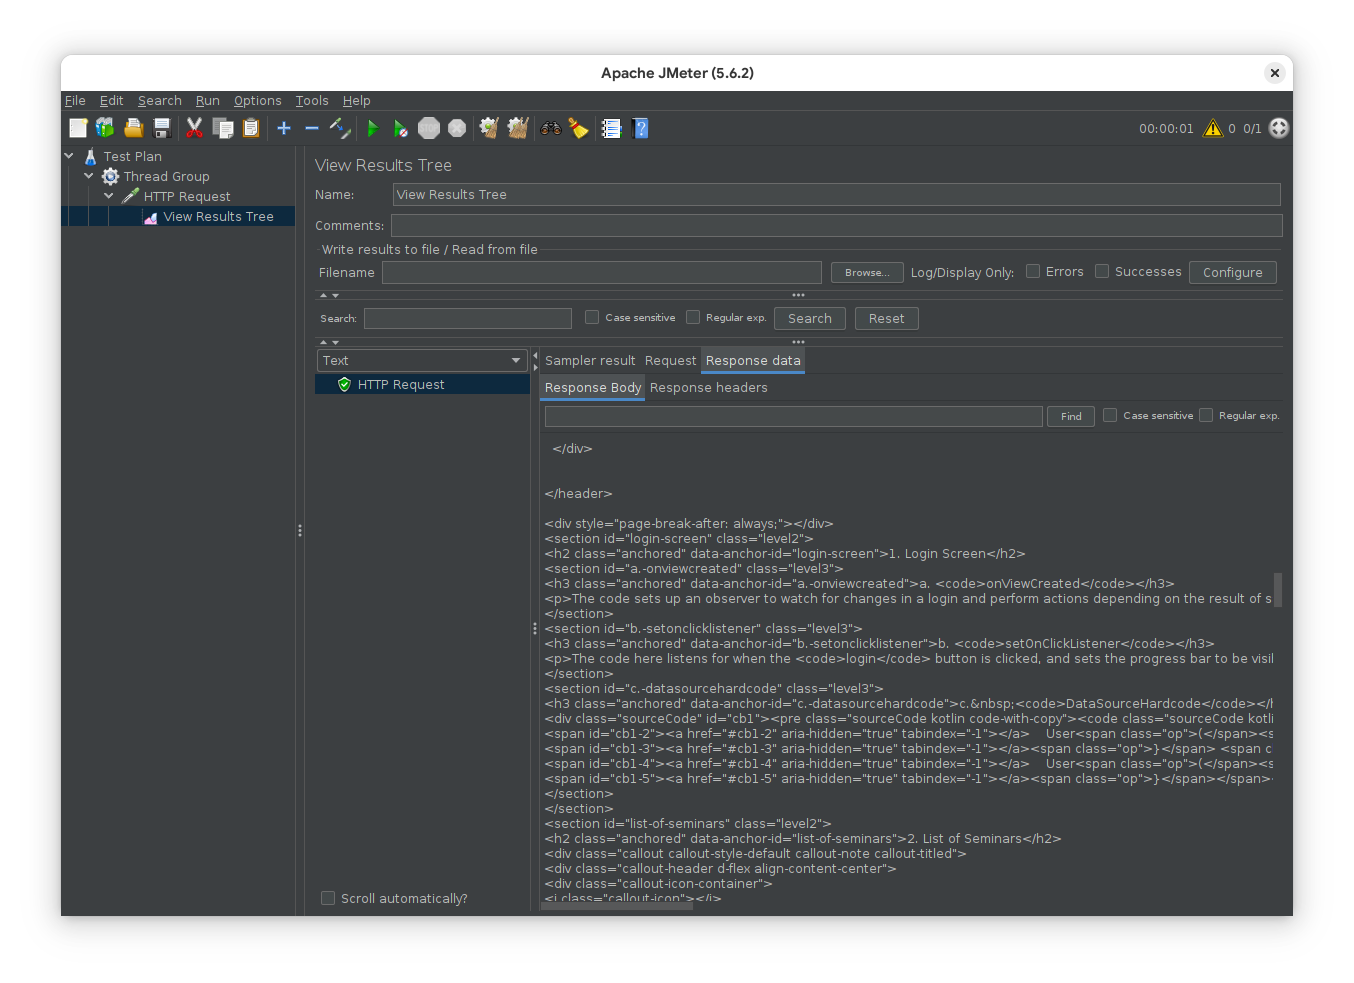 Apache JMeter (5.6.2)
File Edit Search Run Options Tools Help
STOP
00:00:01 0 0/1
Test Plan
Thread Group
HTTP Request
View Results Tree
View Results Tree
Name: View Results Tree
Comments:
Write results to file / Read from file
Filename Browse... Log/Display Only: Errors Successes Configure
Search: Case sensitive Regular exp. Search Reset
Text
HTTP Request
Scroll automatically?
Sampler result Request Response data
Response Body Response headers
Find Case sensitive Regular exp.
</div>
</header>
<div style="page-break-after: always;"></div>
<section id="login-screen" class="level2">
<h2 class="anchored" data-anchor-id="login-screen">1. Login Screen</h2>
<section id="a.-onviewcreated" class="level3">
<h3 class="anchored" data-anchor-id="a.-onviewcreated">a. <code>onViewCreated</code></h3>
<p>The code sets up an observer to watch for changes in a login and perform actions depending on the result of s
</section>
<section id="b.-setonclicklistener" class="level3">
<h3 class="anchored" data-anchor-id="b.-setonclicklistener">b. <code>setOnClickListener</code></h3>
<p>The code here listens for when the <code>login</code> button is clicked, and sets the progress bar to be visil
</section>
<section id="c.-datasourcehardcode" class="level3">
<h3 class="anchored" data-anchor-id="c.-datasourcehardcode">c.&nbsp;<code>DataSourceHardcode</code></h
<div class="sourceCode" id="cb1"><pre class="sourceCode kotlin code-with-copy"><code class="sourceCode kotli
<span id="cb1-2"><a href="#cb1-2" aria-hidden="true" tabindex="-1"></a>    User<span class="op">(</span><s
<span id="cb1-3"><a href="#cb1-3" aria-hidden="true" tabindex="-1"></a><span class="op">}</span> <span c
<span id="cb1-4"><a href="#cb1-4" aria-hidden="true" tabindex="-1"></a>    User<span class="op">(</span><s
<span id="cb1-5"><a href="#cb1-5" aria-hidden="true" tabindex="-1"></a><span class="op">}</span></span>
</section>
</section>
<section id="list-of-seminars" class="level2">
<h2 class="anchored" data-anchor-id="list-of-seminars">2. List of Seminars</h2>
<div class="callout callout-style-default callout-note callout-titled">
<div class="callout-header d-flex align-content-center">
<div class="callout-icon-container">
<i class="callout-icon"></i>